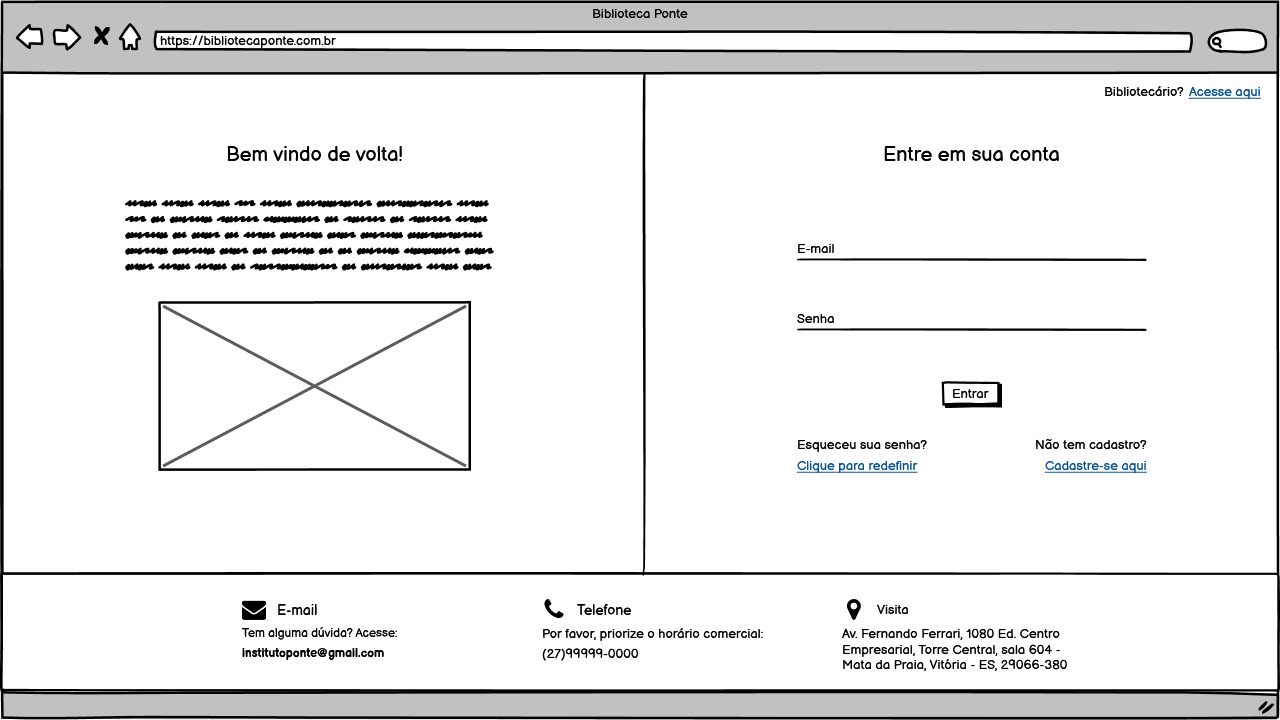 Biblioteca Ponte
https://bibliotecaponte.com.br
Bibliotecário? Acesse aqui
Bem vindo de volta!
Entre em sua conta
E-mail
Senha
Entrar
Esqueceu sua senha?
Clique para redefinir
Não tem cadastro?
Cadastre-se aqui
E-mail
Tem alguma dúvida? Acesse:
institutoponte@gmail.com
Telefone
Por favor, priorize o horário comercial:
(27)99999-0000
Visita
Av. Fernando Ferrari, 1080 Ed. Centro
Empresarial, Torre Central, sala 604 -
Mata da Praia, Vitória - ES, 29066-380